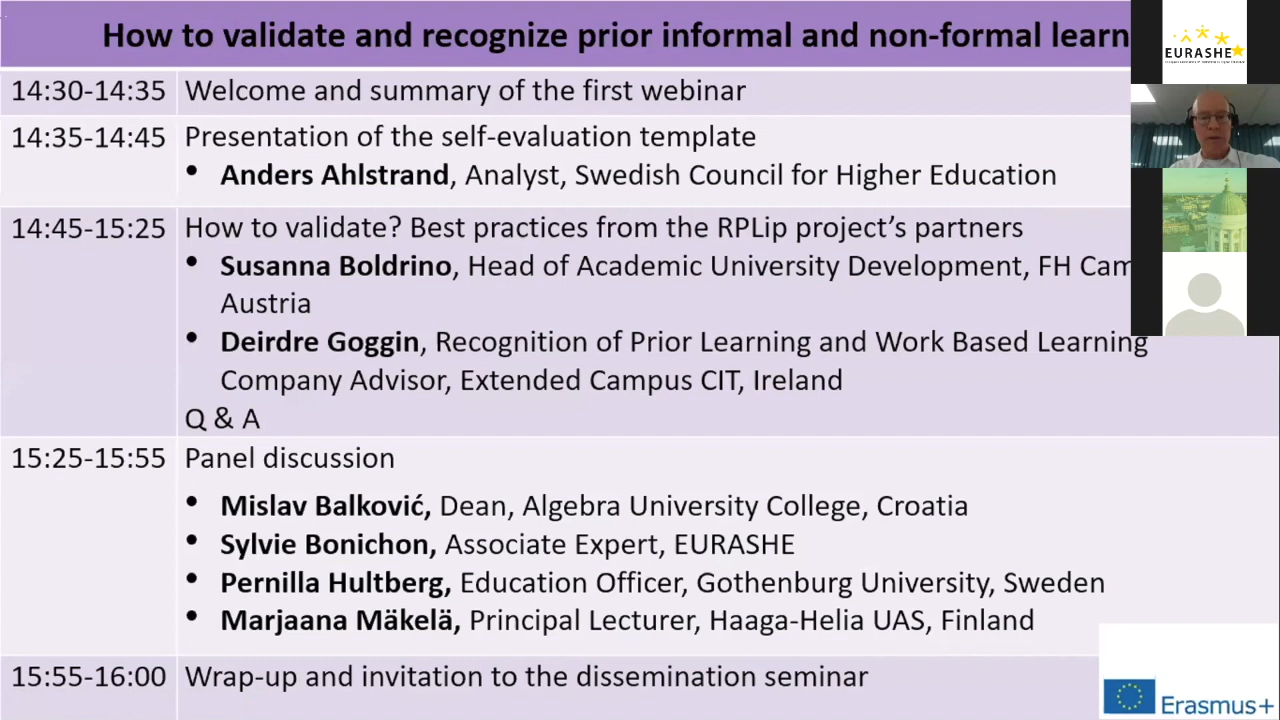 How to validate and recognize prior informal and non-formal learn
14:30-14:35 Welcome and summary of the first webinar
14:35-14:45 Presentation of the self-evaluation template
• Anders Ahlstrand, Analyst, Swedish Council for Higher Education
14:45-15:25 How to validate? Best practices from the RPLip project’s partners
• Susanna Boldrino, Head of Academic University Development, FH Cam
Austria
• Deirdre Goggin, Recognition of Prior Learning and Work Based Learning
Company Advisor, Extended Campus CIT, Ireland
Q & A
15:25-15:55 Panel discussion
• Mislav Balković, Dean, Algebra University College, Croatia
• Sylvie Bonichon, Associate Expert, EURASHE
• Pernilla Hultberg, Education Officer, Gothenburg University, Sweden
• Marjaana Mäkelä, Principal Lecturer, Haaga-Helia UAS, Finland
15:55-16:00 Wrap-up and invitation to the dissemination seminar
EURASHE
Erasmus+